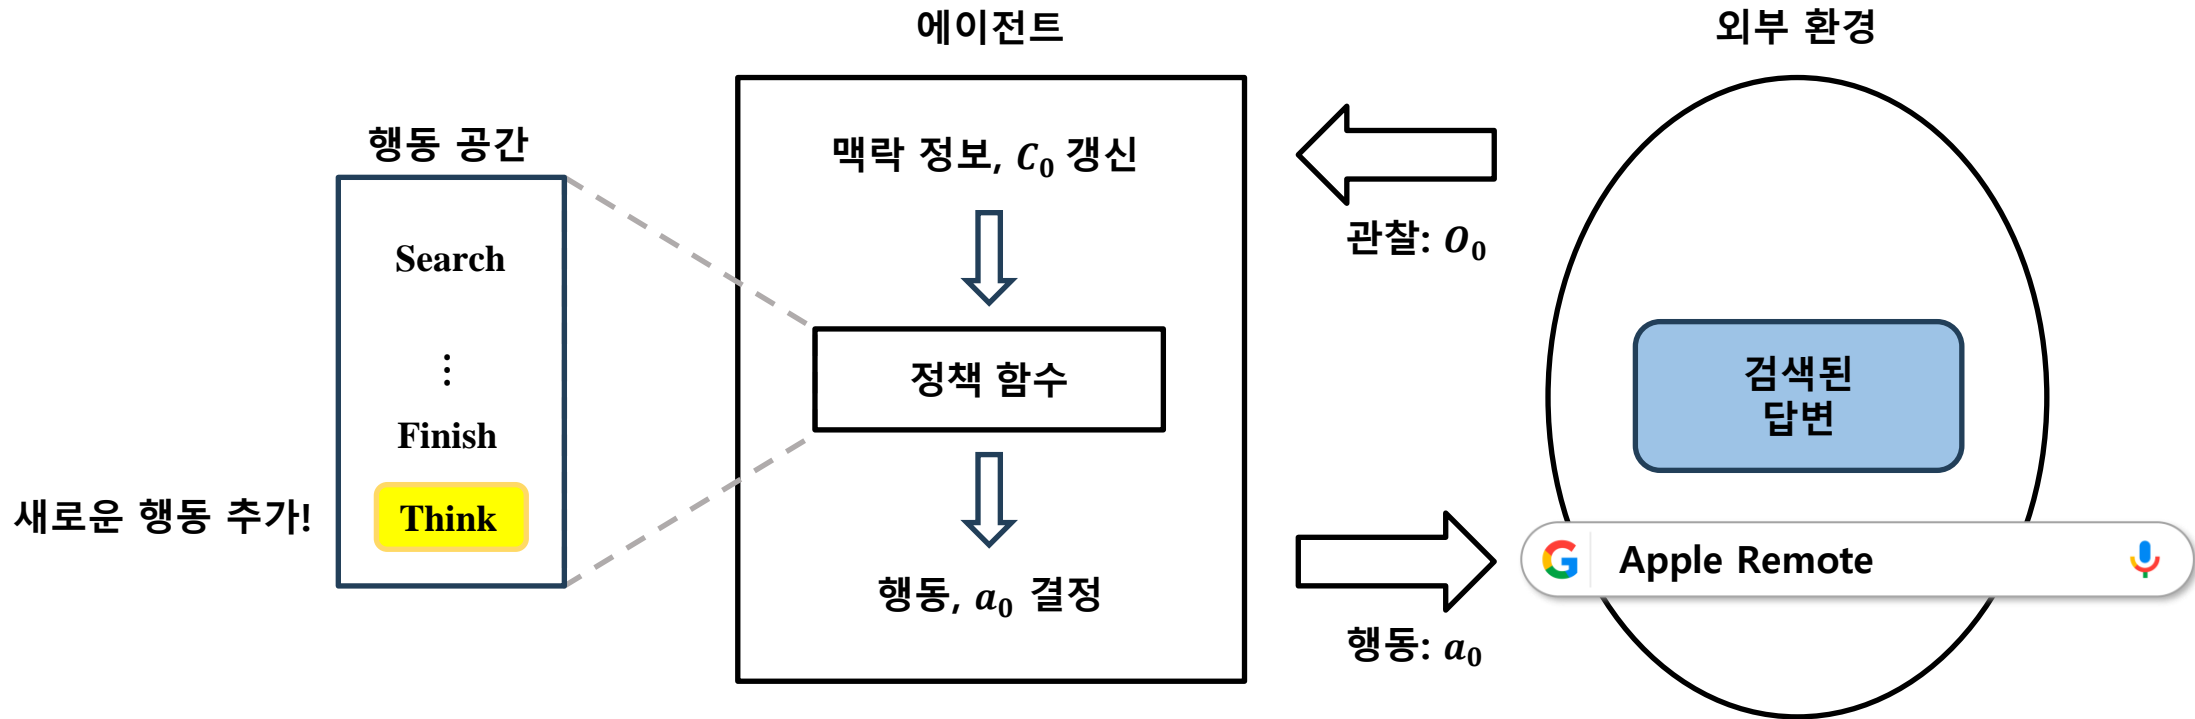 에이전트
외부 환경
행동 공간
맥락 정보, C₀ 갱신
관찰: O₀
Search
⋮
정책 함수
검색된
답변
Finish
새로운 행동 추가!
Think
행동, a₀ 결정
G Apple Remote
행동: a₀